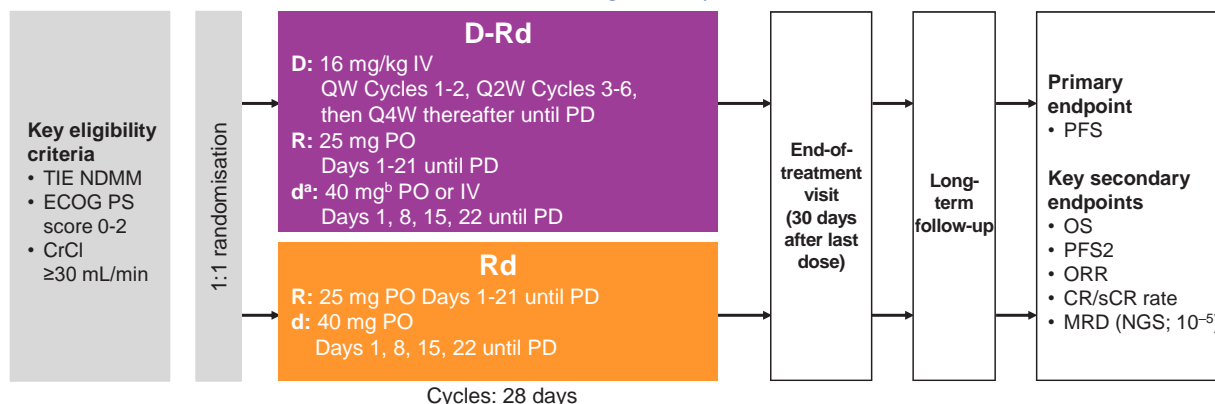 Key eligibility
criteria
• TIE NDMM
• ECOG PS
score 0-2
• CrCl
≥30 mL/min
1:1 randomisation
D-Rd
D: 16 mg/kg IV
QW Cycles 1-2, Q2W Cycles 3-6,
then Q4W thereafter until PD
R: 25 mg PO
Days 1-21 until PD
dᵃ: 40 mgᵇ PO or IV
Days 1, 8, 15, 22 until PD
Rd
R: 25 mg PO Days 1-21 until PD
d: 40 mg PO
Days 1, 8, 15, 22 until PD
Cycles: 28 days
End-of-
treatment
visit
(30 days
after last
dose)
Long-
term
follow-up
Primary
endpoint
• PFS
Key secondary
endpoints
• OS
• PFS2
• ORR
• CR/sCR rate
• MRD (NGS; 10⁻⁵)